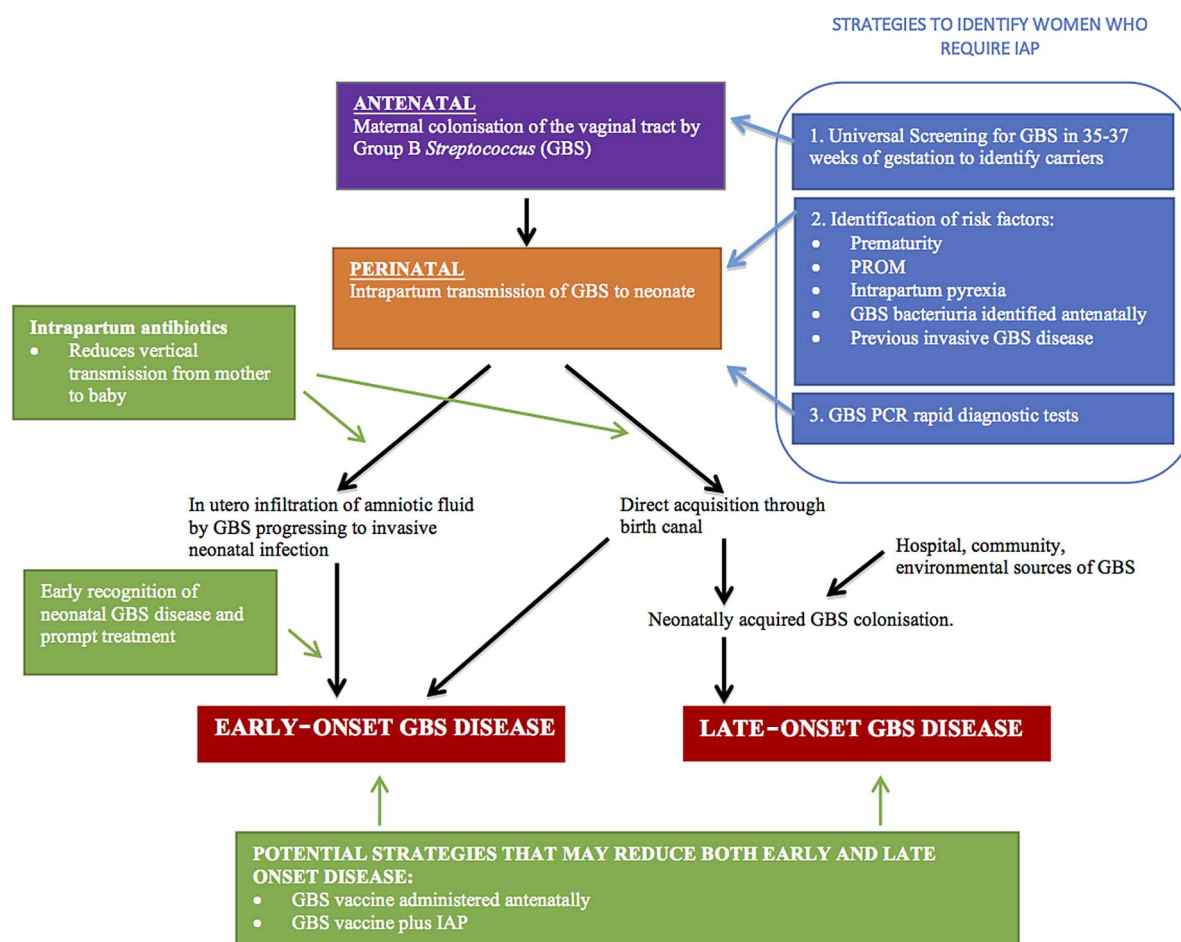 STRATEGIES TO IDENTIFY WOMEN WHO
REQUIRE IAP
ANTENATAL
Maternal colonisation of the vaginal tract by
Group B Streptococcus (GBS)
1. Universal Screening for GBS in 35-37
weeks of gestation to identify carriers
2. Identification of risk factors:
• Prematurity
• PROM
• Intrapartum pyrexia
• GBS bacteriuria identified antenatally
• Previous invasive GBS disease
PERINATAL
Intrapartum transmission of GBS to neonate
Intrapartum antibiotics
• Reduces vertical
transmission from mother
to baby
3. GBS PCR rapid diagnostic tests
In utero infiltration of amniotic fluid
by GBS progressing to invasive
neonatal infection
Direct acquisition through
birth canal
Hospital, community,
environmental sources of GBS
Early recognition of
neonatal GBS disease and
prompt treatment
Neonatally acquired GBS colonisation.
EARLY-ONSET GBS DISEASE
LATE-ONSET GBS DISEASE
POTENTIAL STRATEGIES THAT MAY REDUCE BOTH EARLY AND LATE
ONSET DISEASE:
• GBS vaccine administered antenatally
• GBS vaccine plus IAP